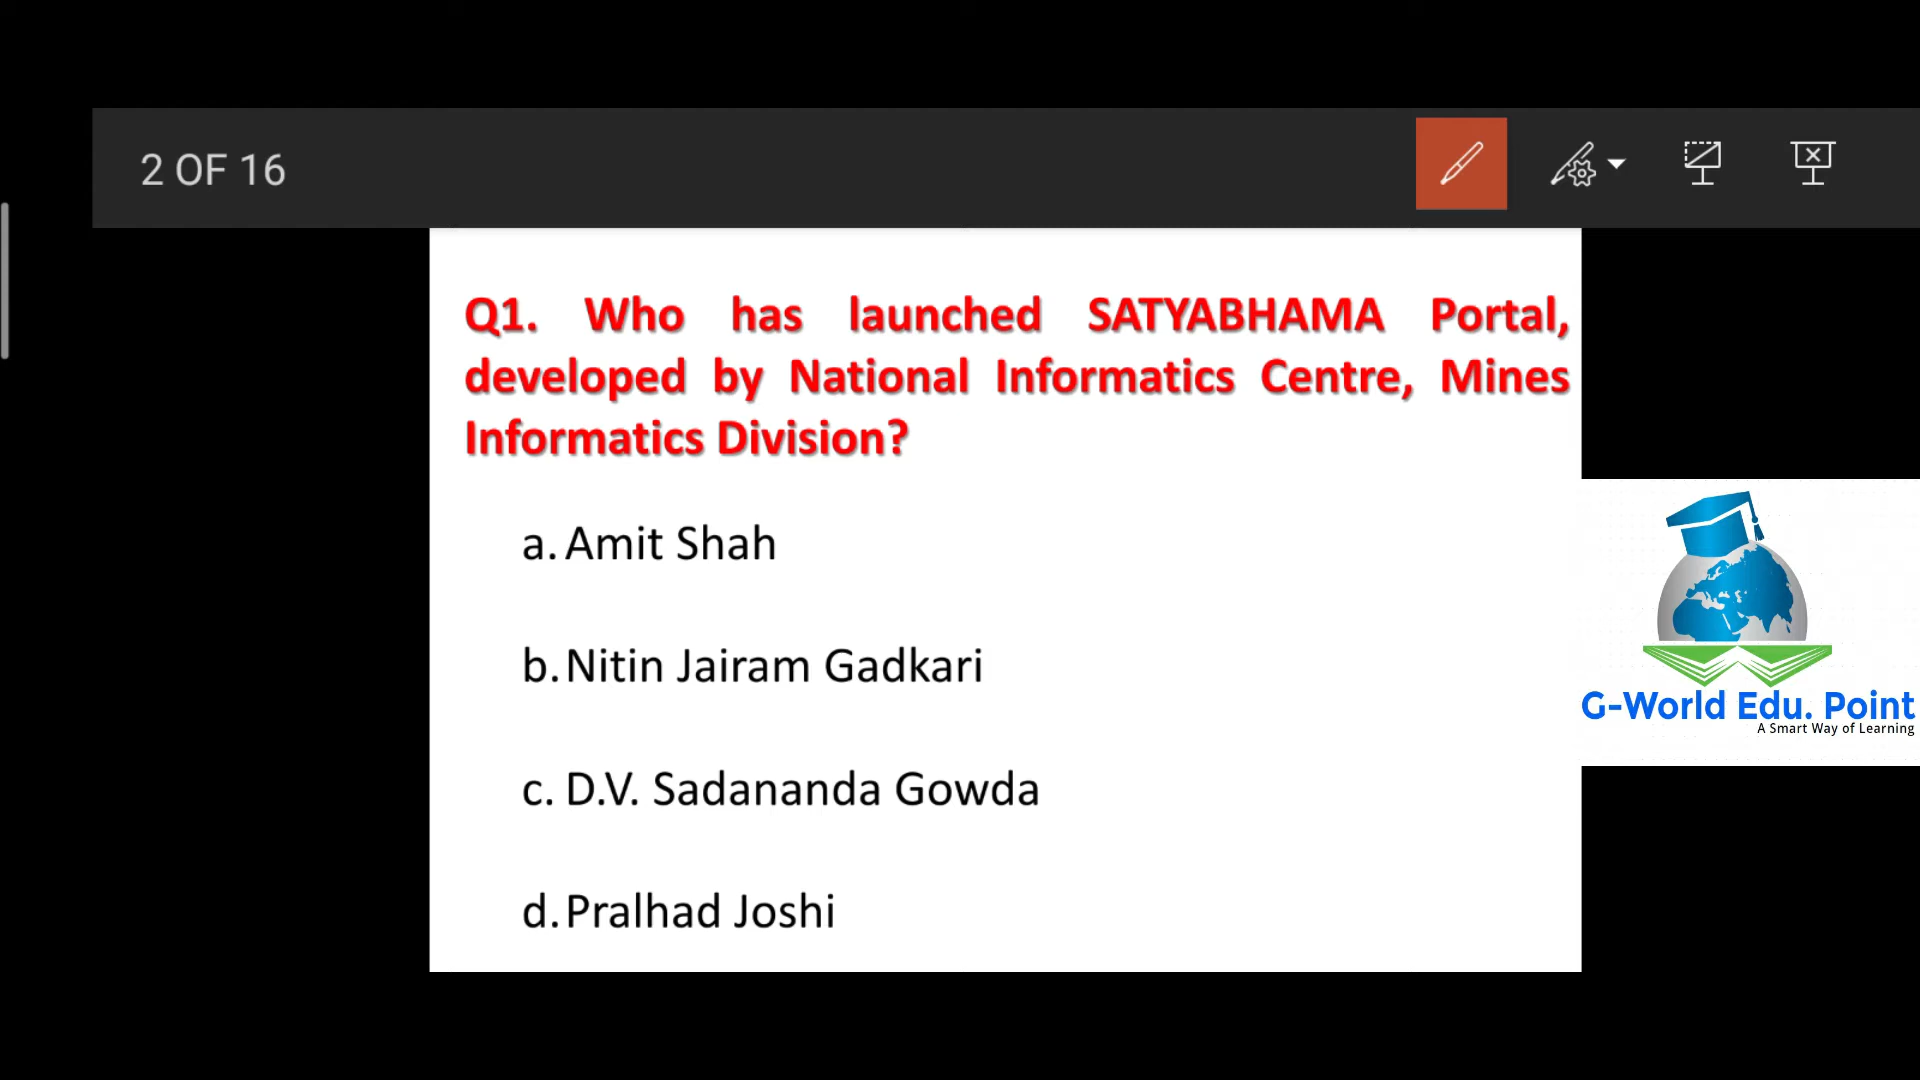 2 OF 16
Q1. Who has launched SATYABHAMA Portal,
developed by National Informatics Centre, Mines
Informatics Division?
a. Amit Shah
b. Nitin Jairam Gadkari
c. D.V. Sadananda Gowda
d. Pralhad Joshi
G-World Edu. Point
A Smart Way of Learning